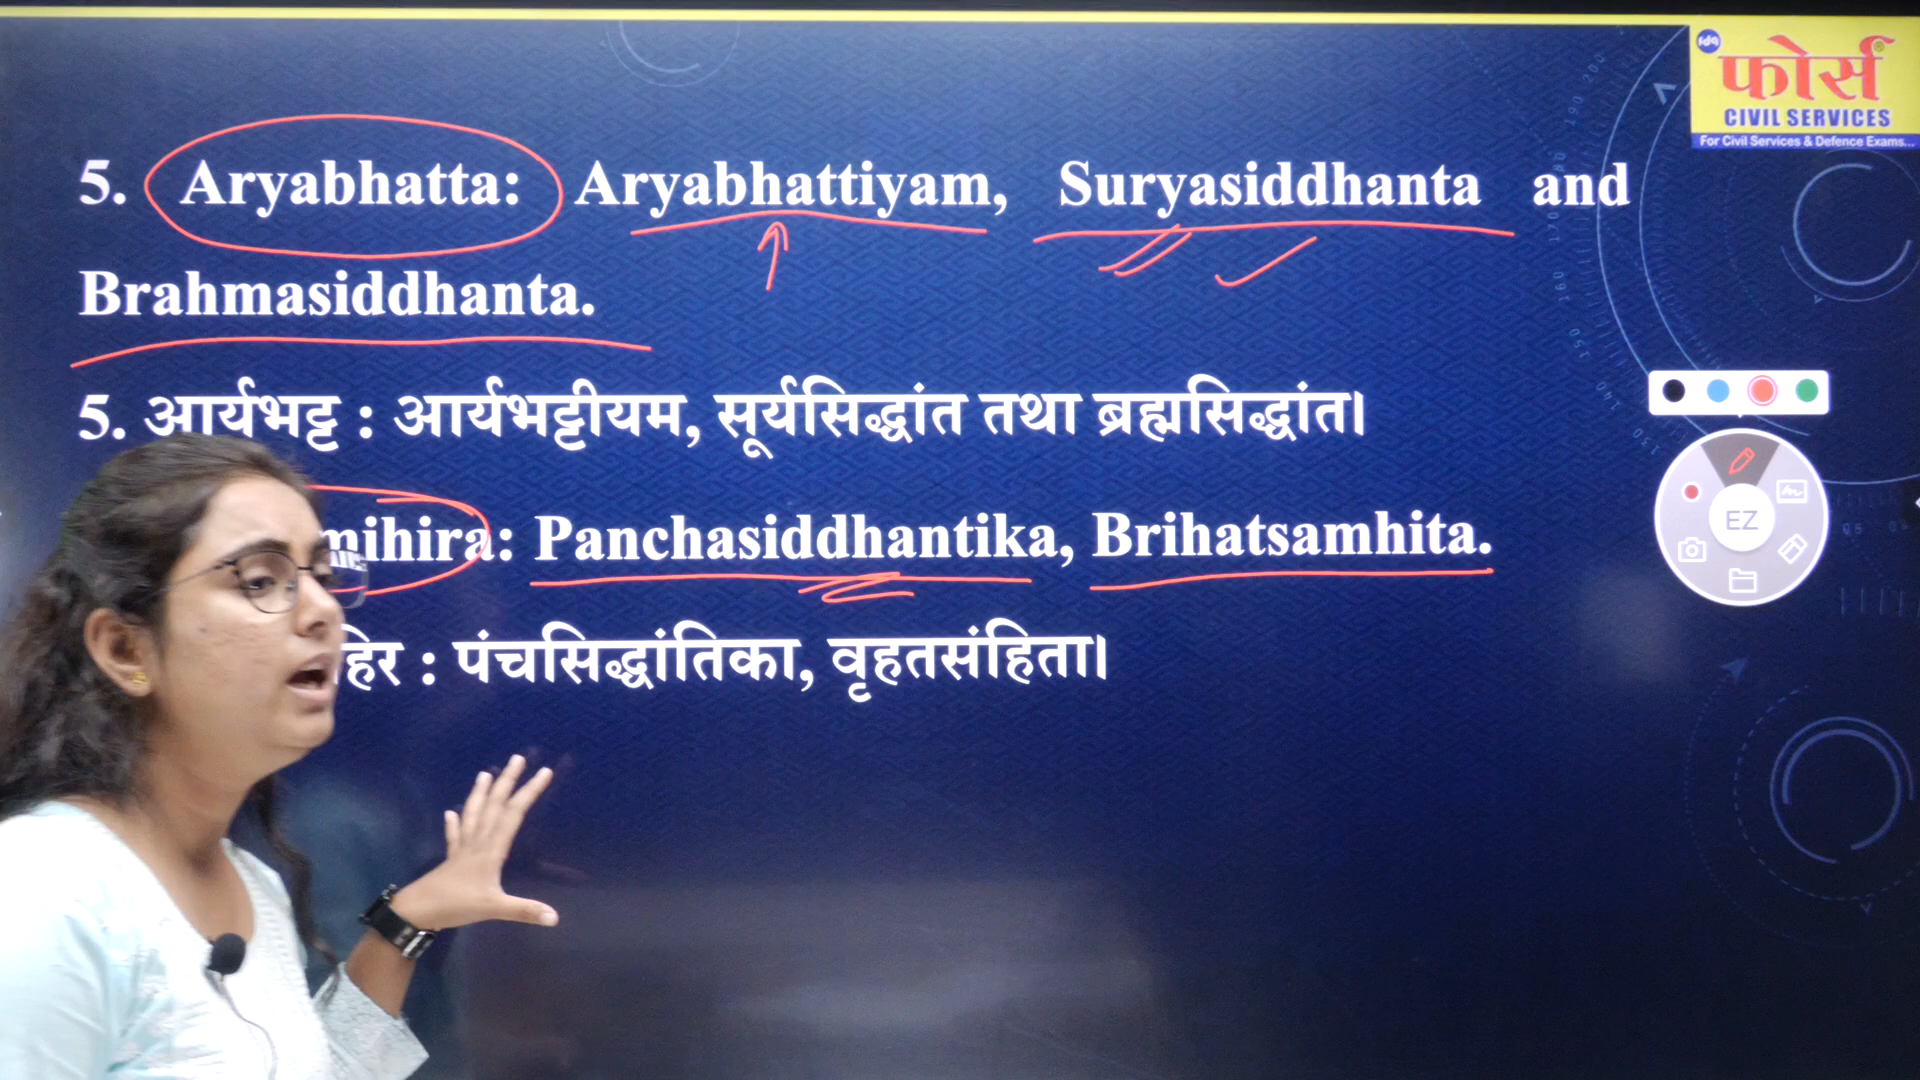 फोर्स
CIVIL SERVICES
For Civil Services & Defence Exams...
5. Aryabhatta: Aryabhattiyam, Suryasiddhanta and
Brahmasiddhanta.
5. आर्यभट्ट : आर्यभट्टीयम, सूर्यसिद्धांत तथा ब्रह्मसिद्धांत।
mihira: Panchasiddhantika, Brihatsamhita.
हिर : पंचसिद्धांतिका, वृहतसंहिता।
EZ